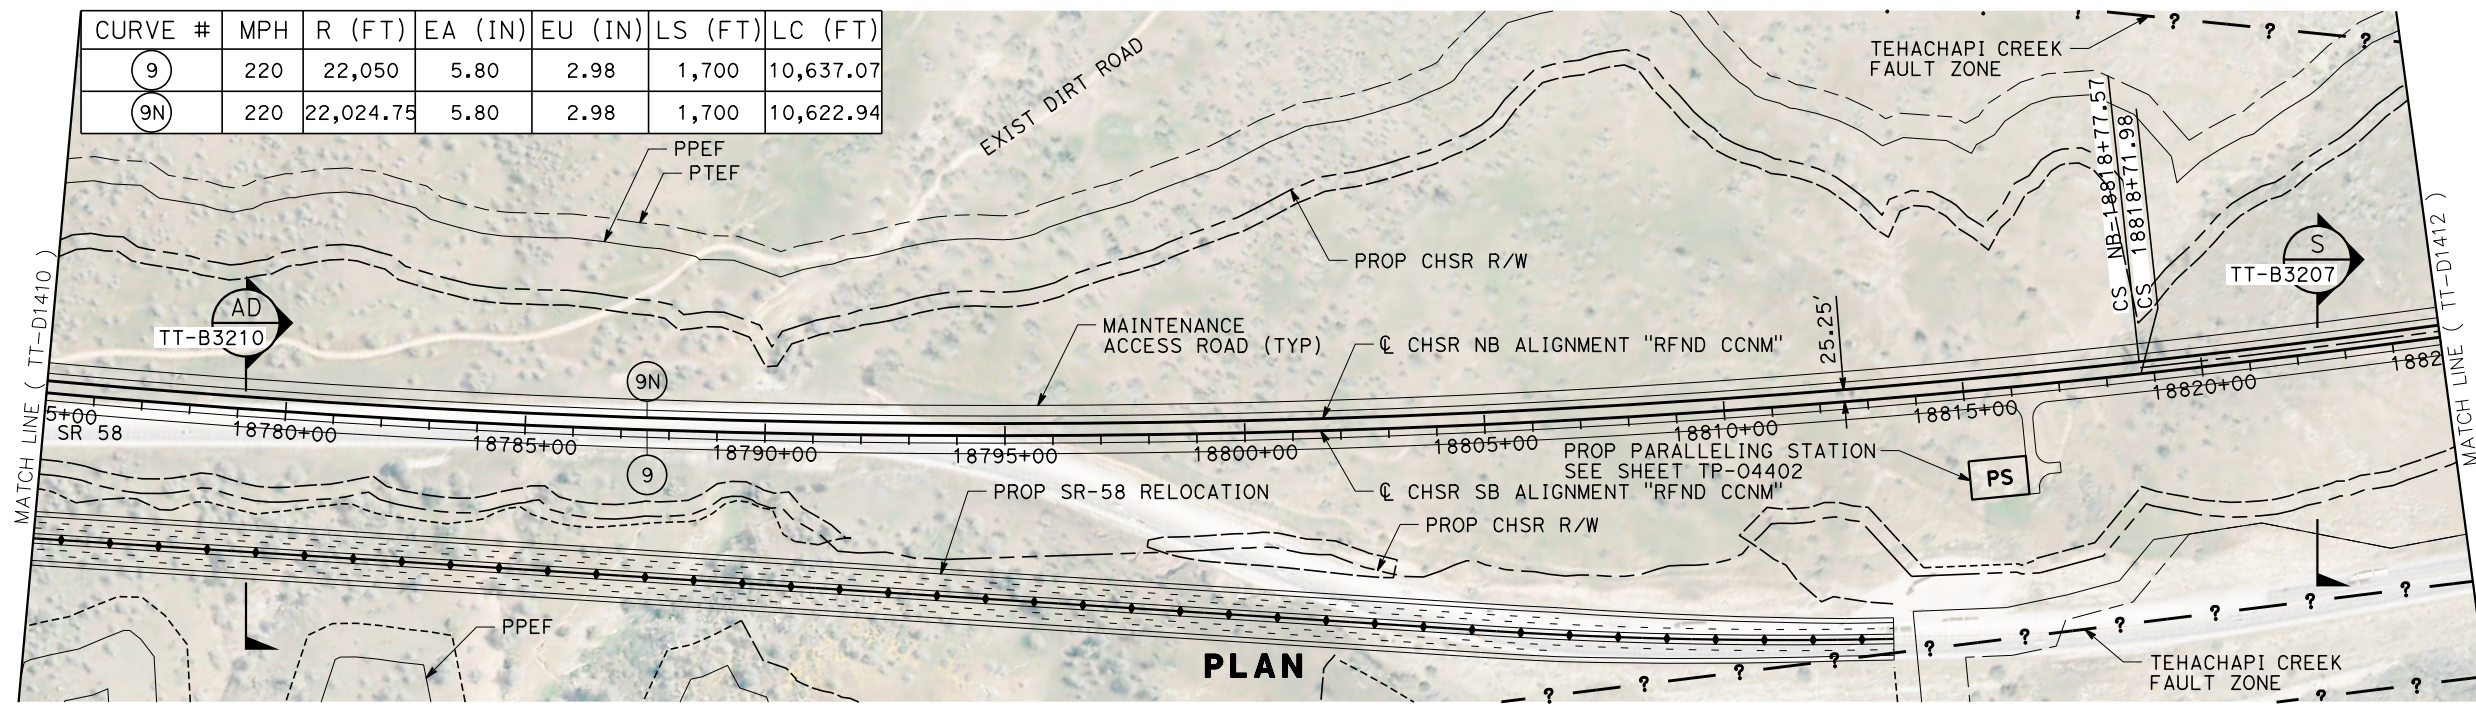 CURVE # MPH R (FT) EA (IN) EU (IN) LS (FT) LC (FT)
9 220 22,050 5.80 2.98 1,700 10,637.07
9N 220 22,024.75 5.80 2.98 1,700 10,622.94
TEHACHAPI CREEK
FAULT ZONE
? ? ? ?
EXIST DIRT ROAD
PPEF
PTEF
CS NB-18818+77.57
CS 18818+71.98
PROP CHSR R/W
S
TT-B3207
AD
TT-B3210
MATCH LINE ( TT-D1410 )
MATCH LINE ( TT-D1412 )
MAINTENANCE
ACCESS ROAD (TYP)
℄ CHSR NB ALIGNMENT "RFND CCNM"
25.25'
9N
5+00
SR 58
18780+00
18785+00
18790+00
18795+00
18800+00
18805+00
18810+00
18815+00
18820+00
1882
9
PROP PARALLELING STATION
SEE SHEET TP-04402
PS
PROP SR-58 RELOCATION
℄ CHSR SB ALIGNMENT "RFND CCNM"
PROP CHSR R/W
PPEF
PLAN
? ? ? ? ? ? ? ? ? ?
TEHACHAPI CREEK
FAULT ZONE
? ?